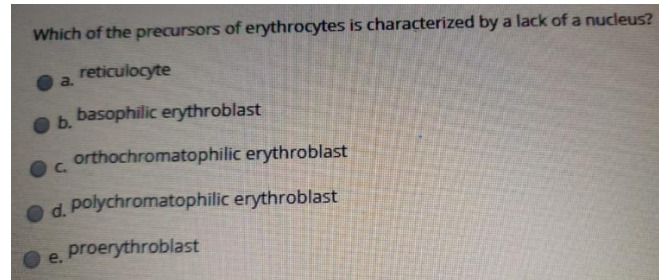 Which of the precursors of erythrocytes is characterized by a lack of a nucleus?
a. reticulocyte
b. basophilic erythroblast
c. orthochromatophilic erythroblast
d. polychromatophilic erythroblast
e. proerythroblast